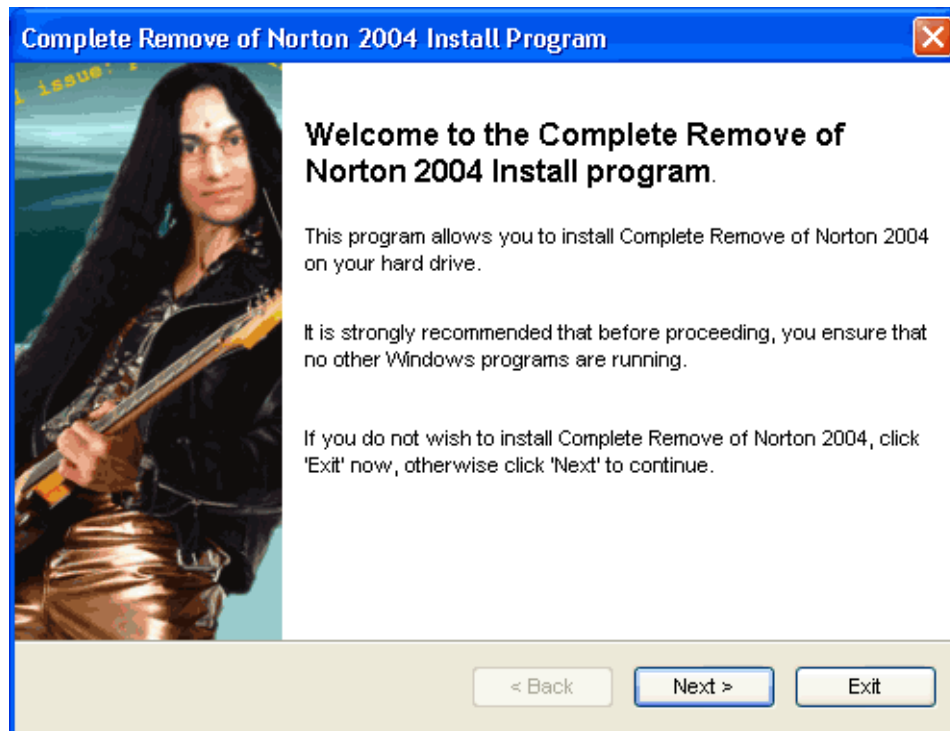 Complete Remove of Norton 2004 Install Program
issue:
Welcome to the Complete Remove of
Norton 2004 Install program.
This program allows you to install Complete Remove of Norton 2004
on your hard drive.
It is strongly recommended that before proceeding, you ensure that
no other Windows programs are running.
If you do not wish to install Complete Remove of Norton 2004, click
'Exit' now, otherwise click 'Next' to continue.
< Back
Next >
Exit